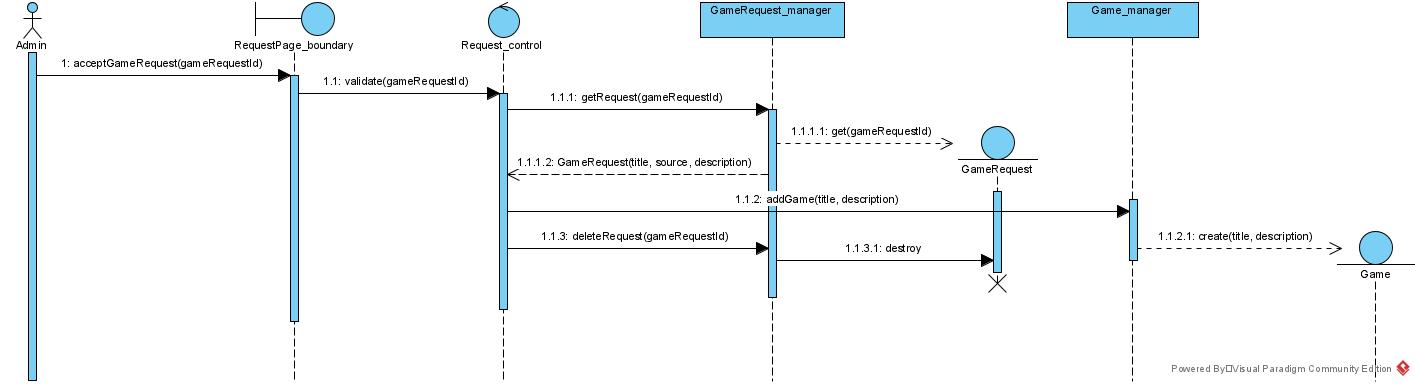 GameRequest_manager
Game_manager
Admin
RequestPage_boundary
Request_control
1: acceptGameRequest(gameRequestId)
1.1: validate(gameRequestId)
1.1.1: getRequest(gameRequestId)
1.1.1.1: get(gameRequestId)
1.1.1.2: GameRequest(title, source, description)
GameRequest
1.1.2: addGame(title, description)
1.1.3: deleteRequest(gameRequestId)
1.1.3.1: destroy
1.1.2.1: create(title, description)
Game
Powered By□Visual Paradigm Community Edition